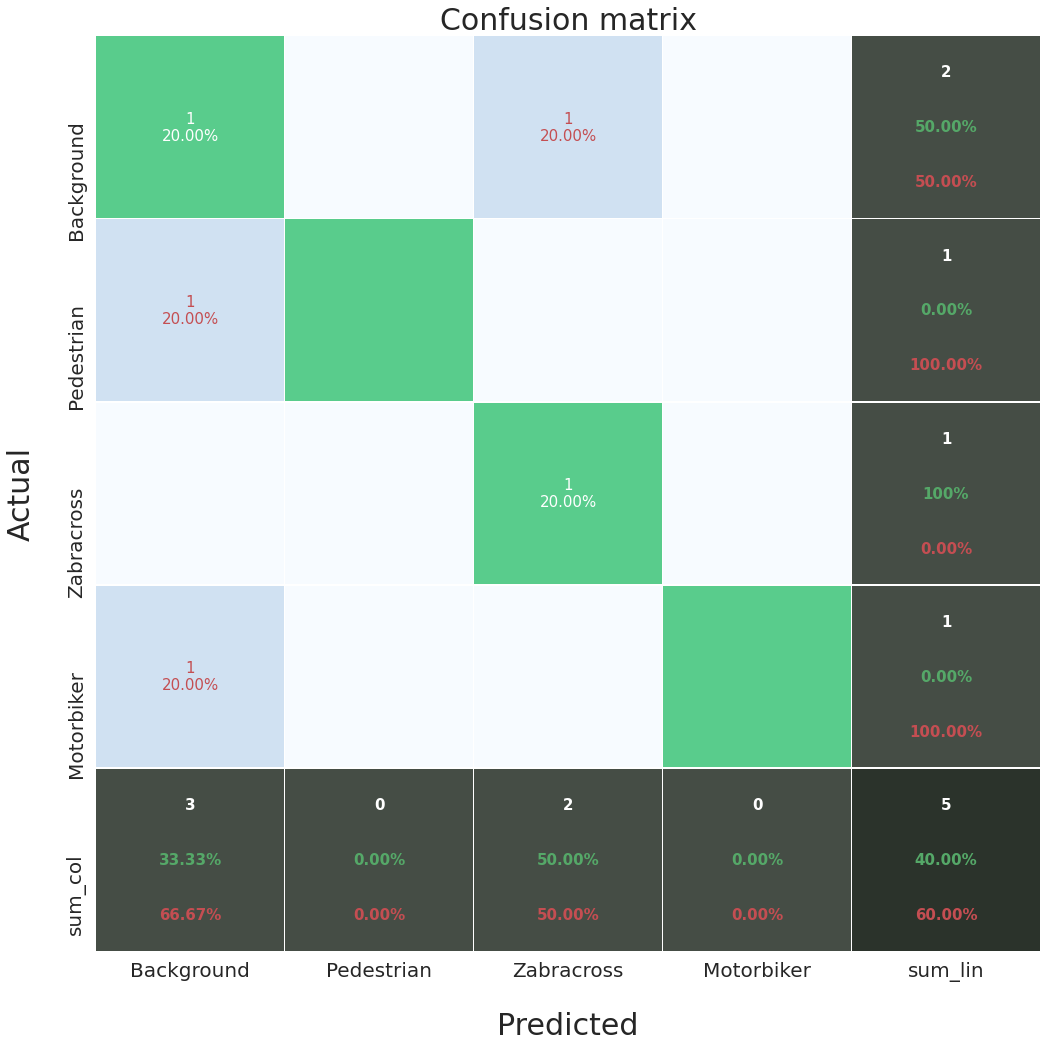 Confusion matrix
Actual
Background
1
20.00%
1
20.00%
2
50.00%
50.00%
Pedestrian
1
20.00%
1
0.00%
100.00%
Zabracross
1
20.00%
1
100%
0.00%
Motorbiker
1
20.00%
1
0.00%
100.00%
sum_col
3
33.33%
66.67%
0
0.00%
0.00%
2
50.00%
50.00%
0
0.00%
0.00%
5
40.00%
60.00%
Background
Pedestrian
Zabracross
Motorbiker
sum_lin
Predicted